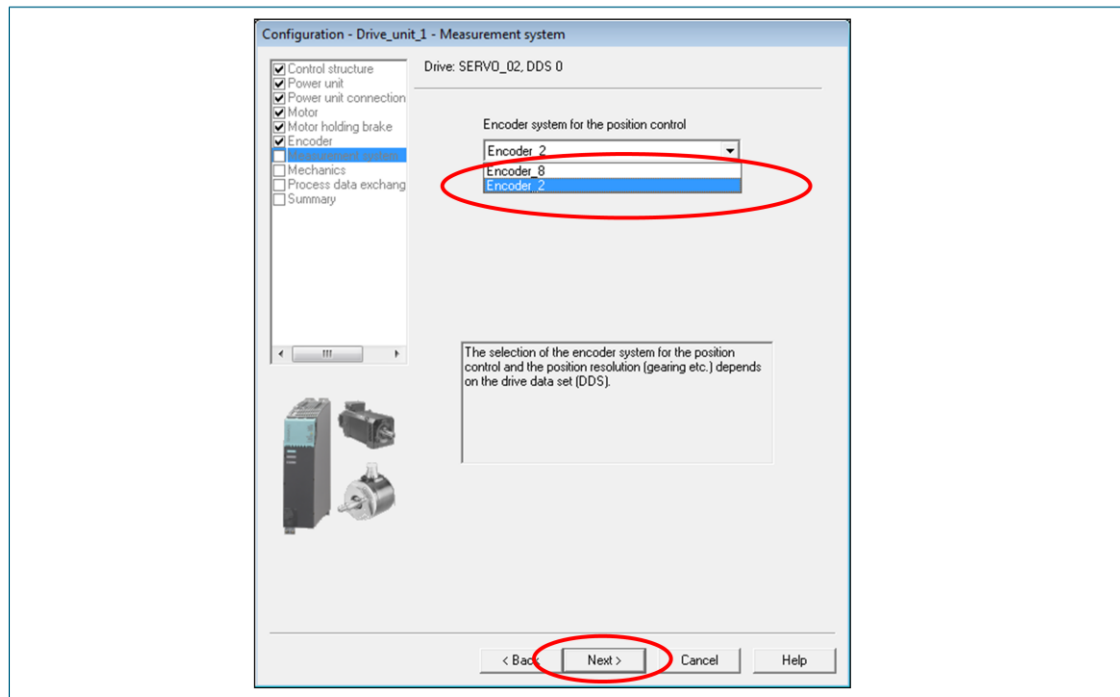 Configuration - Drive_unit_1 - Measurement system
Control structure
Power unit
Power unit connection
Motor
Motor holding brake
Encoder
Measurement system
Mechanics
Process data exchang
Summary
Drive: SERVO_02, DDS 0
Encoder system for the position control
Encoder_2
Encoder_8
Encoder_2
The selection of the encoder system for the position
control and the position resolution (gearing etc.) depends
on the drive data set (DDS).
< Back
Next >
Cancel
Help